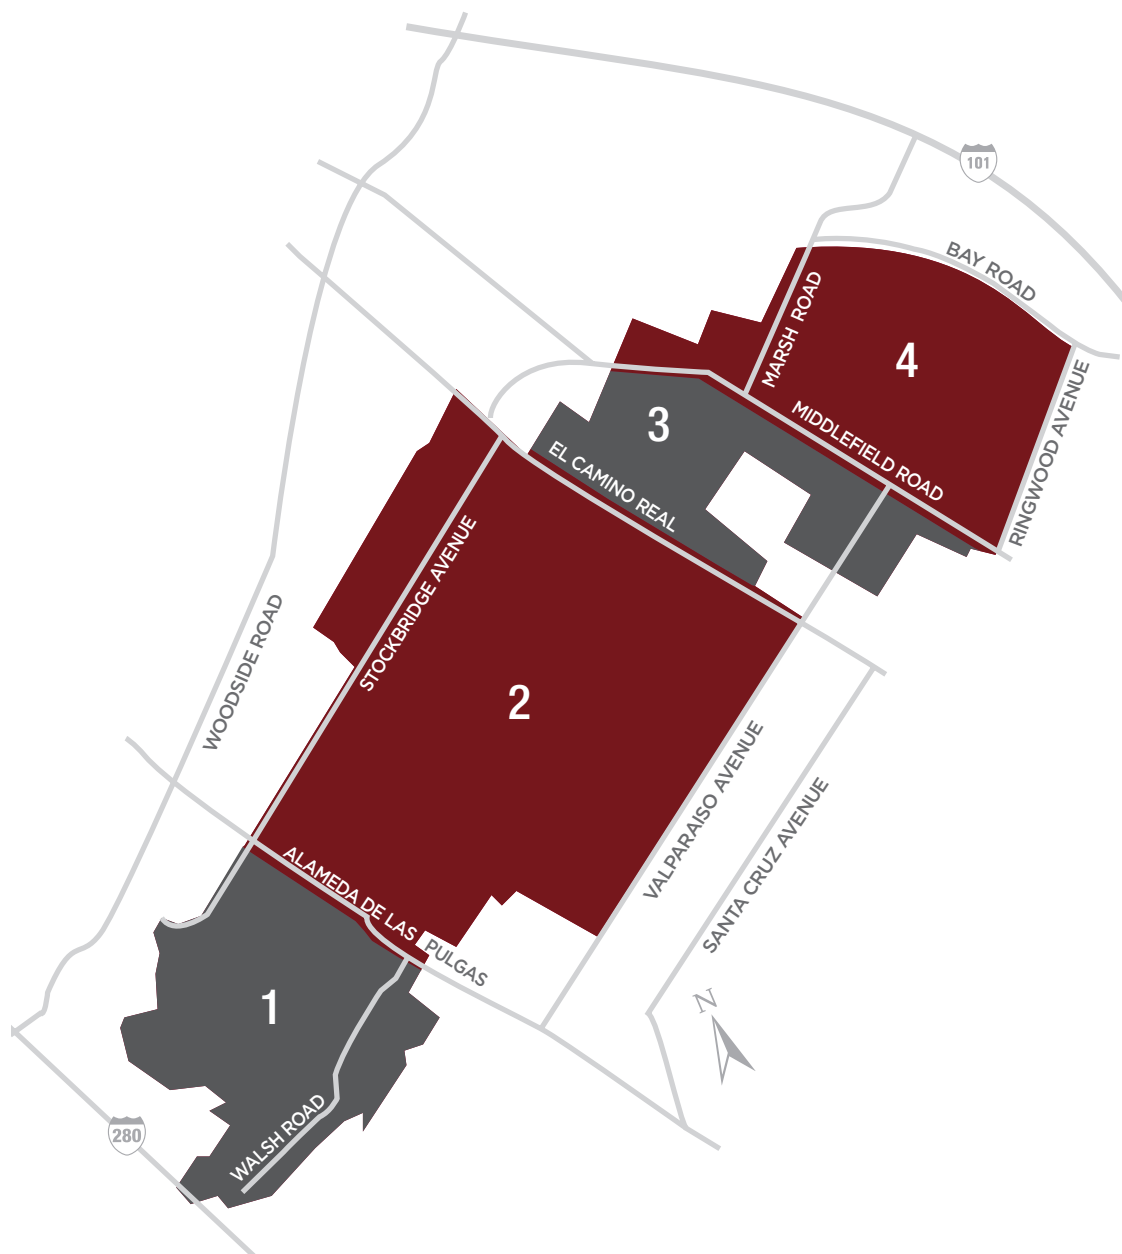 101
BAY ROAD
MARSH ROAD
4
RINGWOOD AVENUE
3
MIDDLEFIELD ROAD
EL CAMINO REAL
STOCKBRIDGE AVENUE
WOODSIDE ROAD
2
VALPARAISO AVENUE
SANTA CRUZ AVENUE
ALAMEDA DE LAS PULGAS
1
N
WALSH ROAD
280